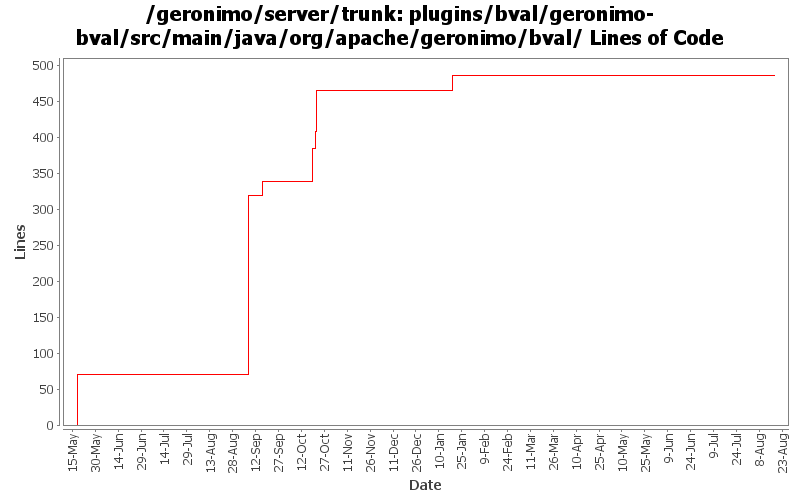 /geronimo/server/trunk: plugins/bval/geronimo-
bval/src/main/java/org/apache/geronimo/bval/ Lines of Code
500
450
400
350
300
250
200
150
100
50
0
Lines
15-May
30-May
14-Jun
29-Jun
14-Jul
29-Jul
13-Aug
28-Aug
12-Sep
27-Sep
12-Oct
27-Oct
11-Nov
26-Nov
11-Dec
26-Dec
10-Jan
25-Jan
9-Feb
24-Feb
11-Mar
26-Mar
10-Apr
25-Apr
10-May
25-May
9-Jun
24-Jun
9-Jul
24-Jul
8-Aug
23-Aug
Date